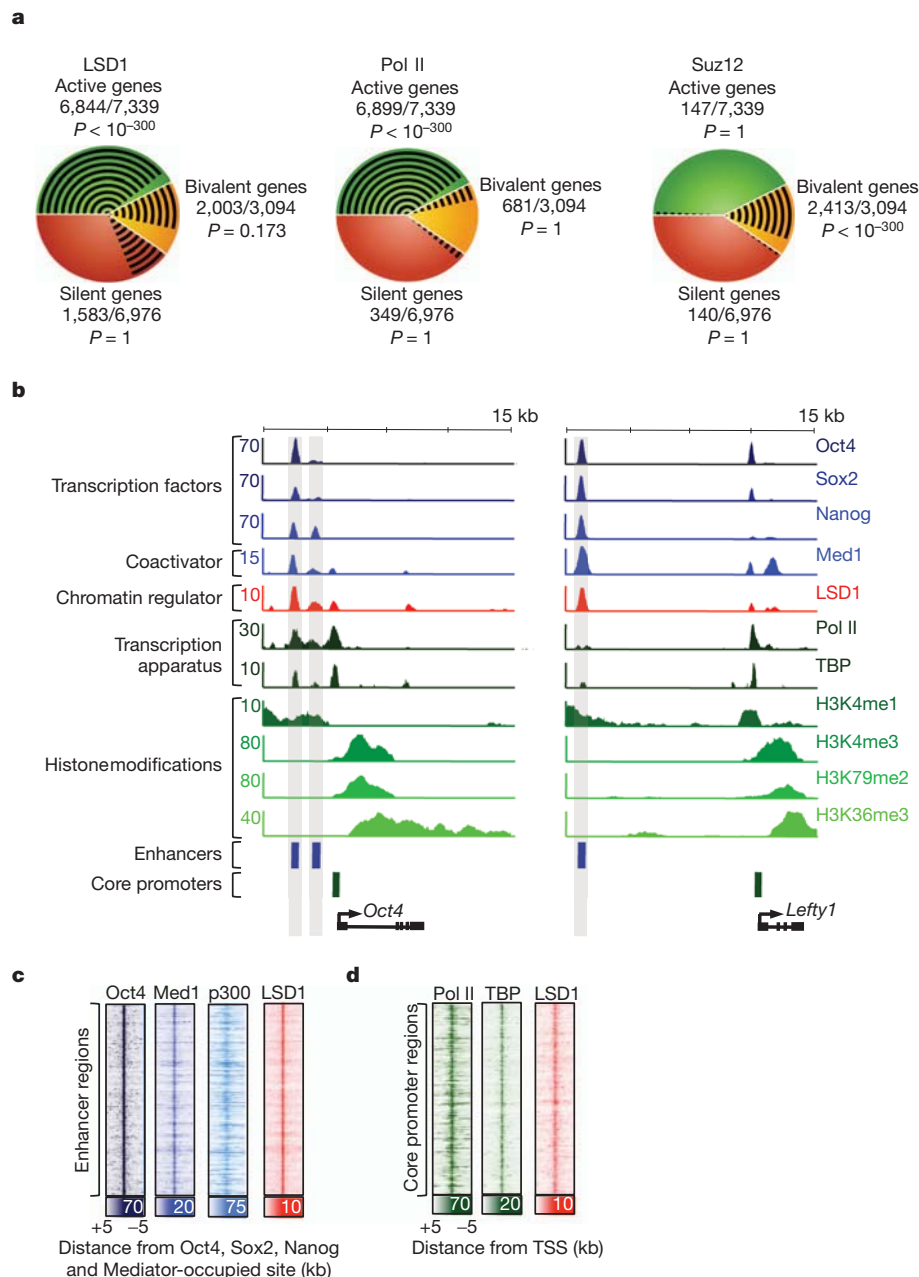 a
LSD1
Active genes
6,844/7,339
P < 10–300
Bivalent genes
2,003/3,094
P = 0.173
Silent genes
1,583/6,976
P = 1
Pol II
Active genes
6,899/7,339
P < 10–300
Bivalent genes
681/3,094
P = 1
Silent genes
349/6,976
P = 1
Suz12
Active genes
147/7,339
P = 1
Bivalent genes
2,413/3,094
P < 10–300
Silent genes
140/6,976
P = 1
b
15 kb 15 kb
Transcription factors
70 Oct4
70 Sox2
70 Nanog
Coactivator 15 Med1
Chromatin regulator 10 LSD1
Transcription apparatus
30 Pol II
10 TBP
Histonemodifications
10 H3K4me1
80 H3K4me3
80 H3K79me2
40 H3K36me3
Enhancers
Core promoters
Oct4 Lefty1
c
Oct4 Med1 p300 LSD1
Enhancer regions
70 20 75 10
+5 –5
Distance from Oct4, Sox2, Nanog
and Mediator-occupied site (kb)
d
Pol II TBP LSD1
Core promoter regions
70 20 10
+5 –5
Distance from TSS (kb)